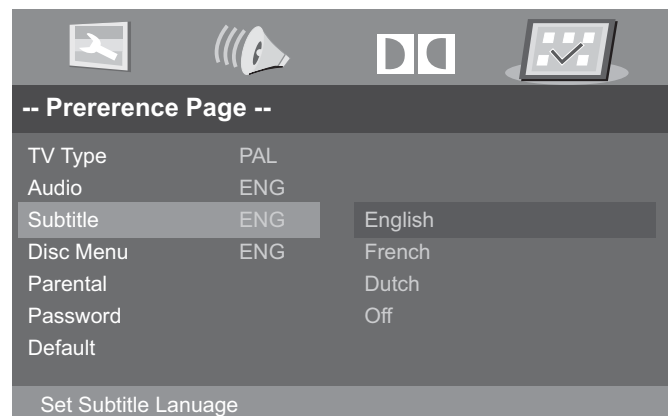 -- Prererence Page --
TV Type PAL
Audio ENG
Subtitle ENG English
Disc Menu ENG French
Parental Dutch
Password Off
Default
Set Subtitle Lanuage